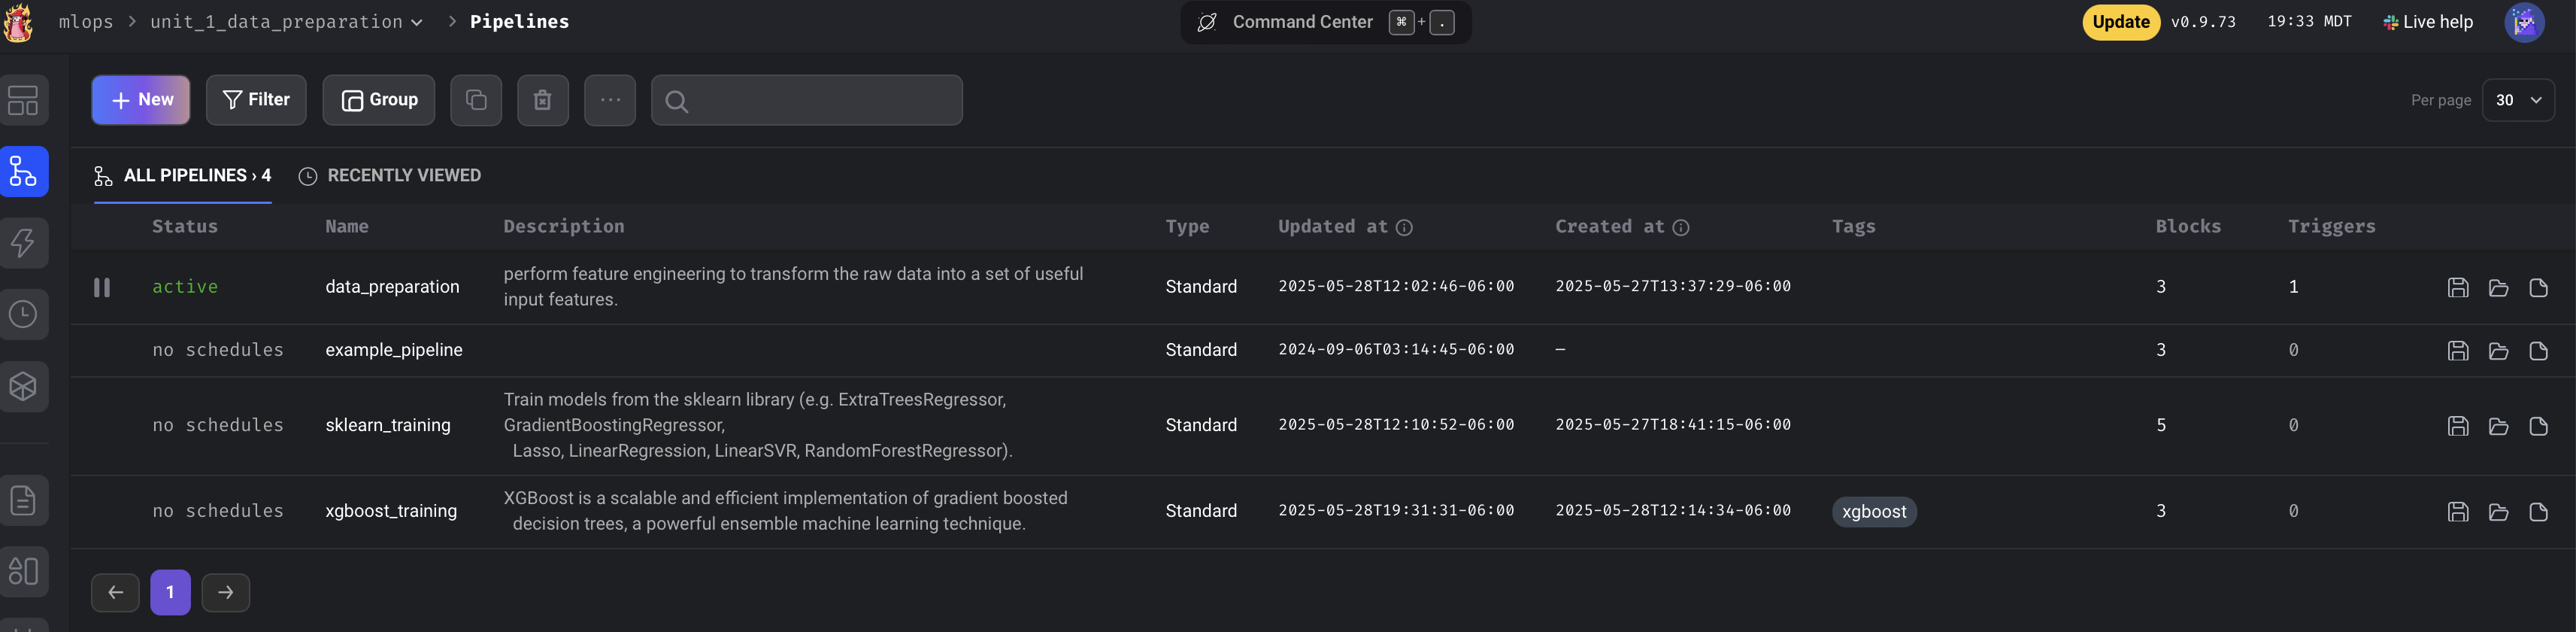 mlops > unit_1_data_preparation > Pipelines
Command Center ⌘ + .
Update v0.9.73 19:33 MDT Live help
+ New Filter Group ...
Per page 30
ALL PIPELINES › 4 RECENTLY VIEWED
Status Name Description Type Updated at Created at Tags Blocks Triggers
active data_preparation perform feature engineering to transform the raw data into a set of useful
input features. Standard 2025-05-28T12:02:46-06:00 2025-05-27T13:37:29-06:00 3 1
no schedules example_pipeline Standard 2024-09-06T03:14:45-06:00 — 3 0
no schedules sklearn_training Train models from the sklearn library (e.g. ExtraTreesRegressor,
GradientBoostingRegressor,
Lasso, LinearRegression, LinearSVR, RandomForestRegressor). Standard 2025-05-28T12:10:52-06:00 2025-05-27T18:41:15-06:00 5 0
no schedules xgboost_training XGBoost is a scalable and efficient implementation of gradient boosted
decision trees, a powerful ensemble machine learning technique. Standard 2025-05-28T19:31:31-06:00 2025-05-28T12:14:34-06:00 xgboost 3 0
← 1 →